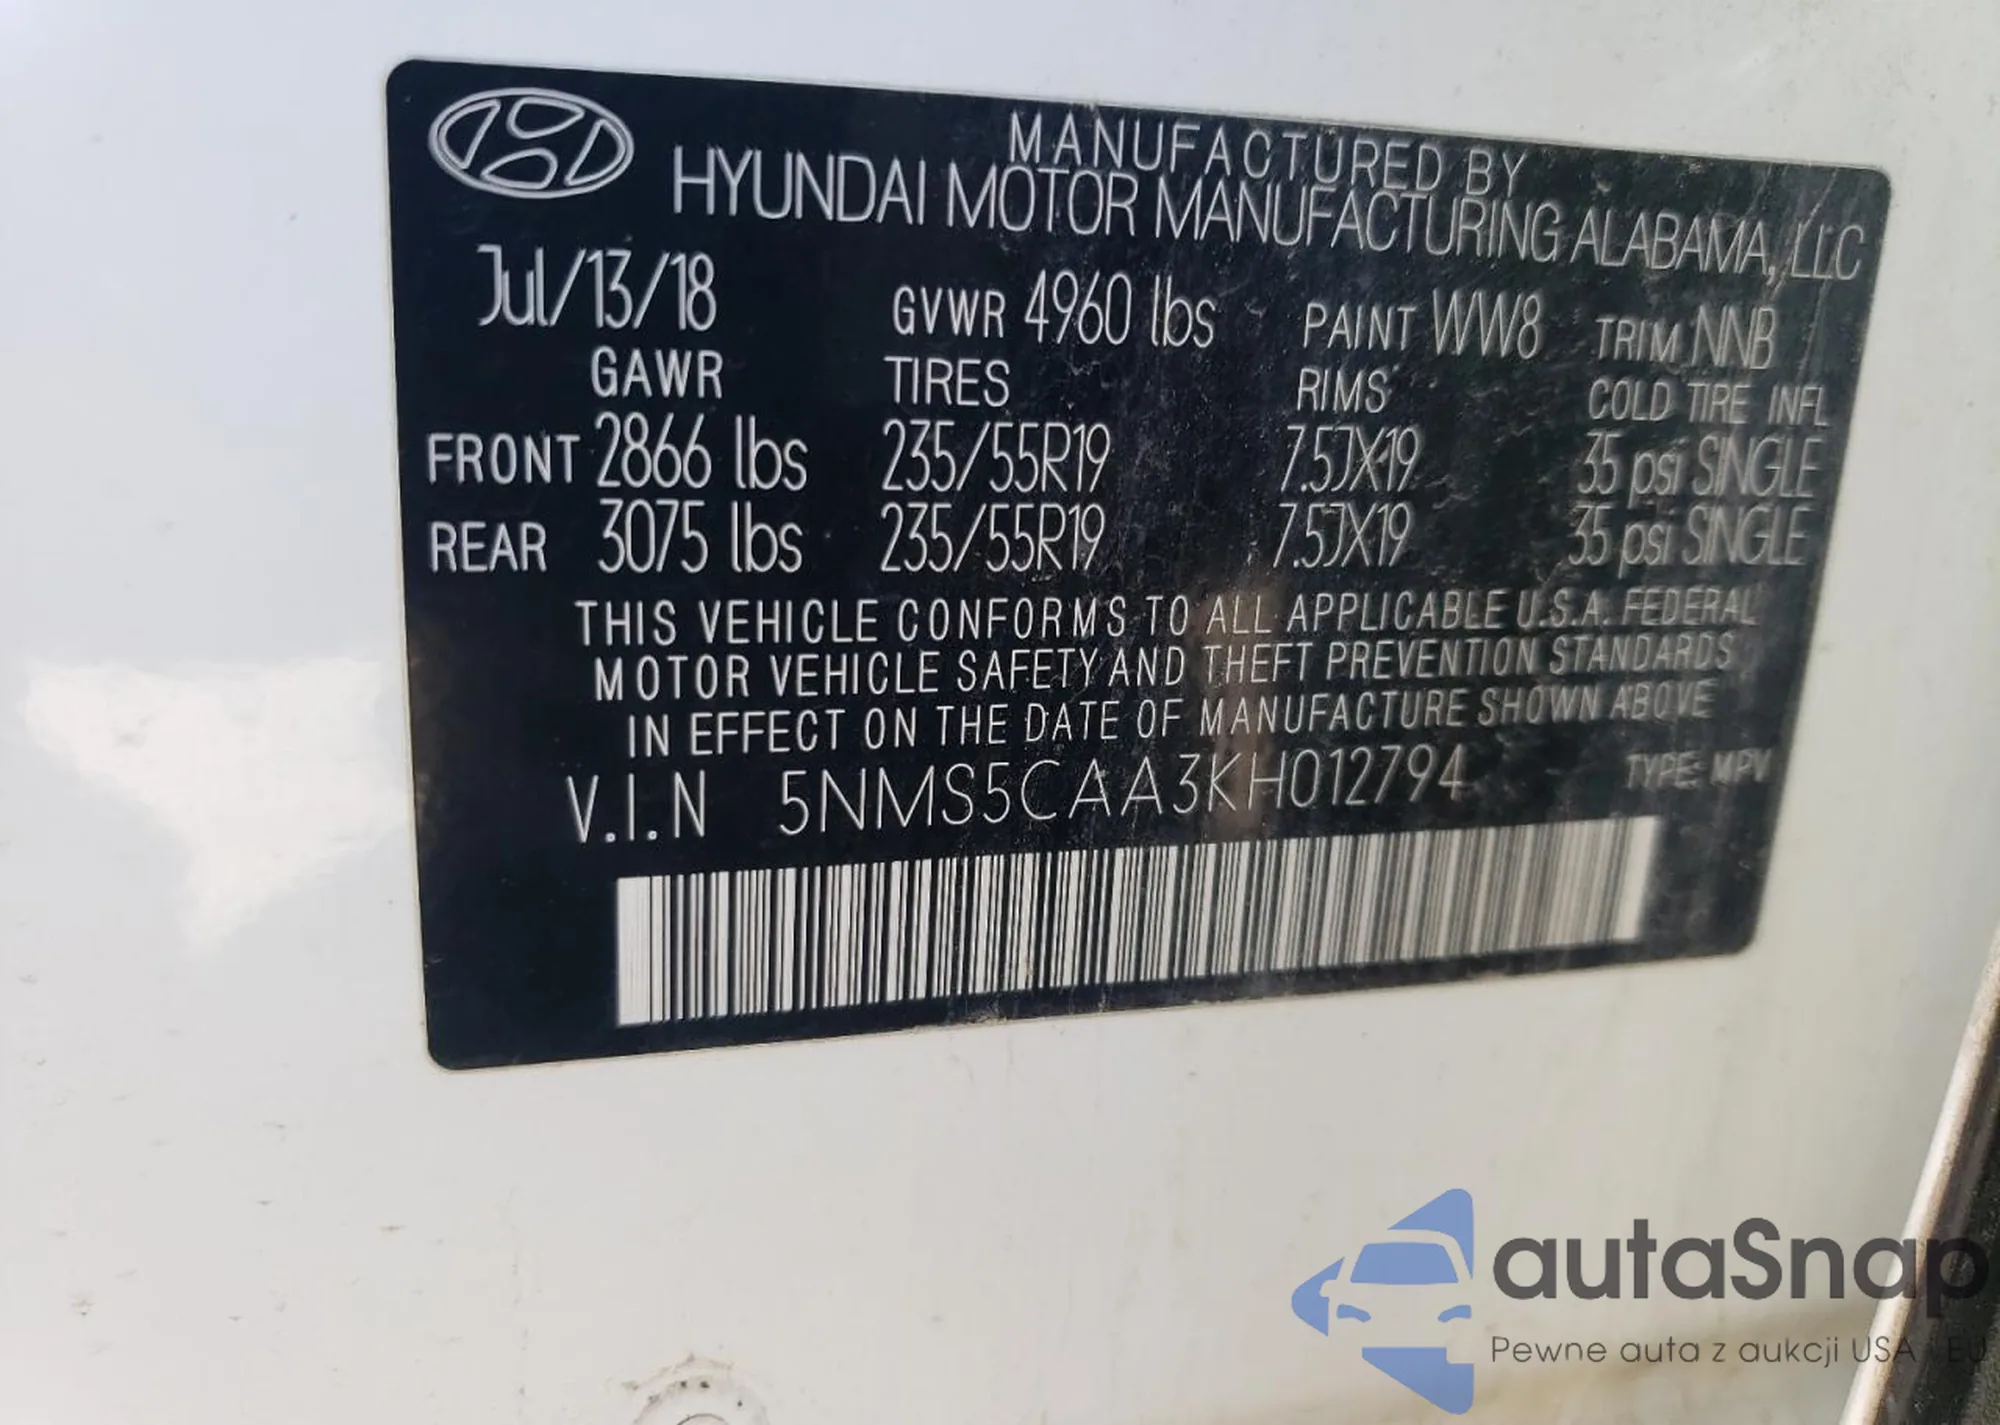 MANUFACTURED BY
HYUNDAI MOTOR MANUFACTURING ALABAMA, LLC
Jul/13/18 GVWR 4960 lbs PAINT WW8 TRIM NNB
GAWR TIRES RIMS COLD TIRE INFL
FRONT 2866 lbs 235/55R19 7.5JX19 35 psi SINGLE
REAR 3075 lbs 235/55R19 7.5JX19 35 psi SINGLE
THIS VEHICLE CONFORMS TO ALL APPLICABLE U.S.A. FEDERAL
MOTOR VEHICLE SAFETY AND THEFT PREVENTION STANDARDS
IN EFFECT ON THE DATE OF MANUFACTURE SHOWN ABOVE
V.I.N 5NMS5CAA3KH012794 TYPE: MPV
autaSnap
Pewne auta z aukcji USA i EU